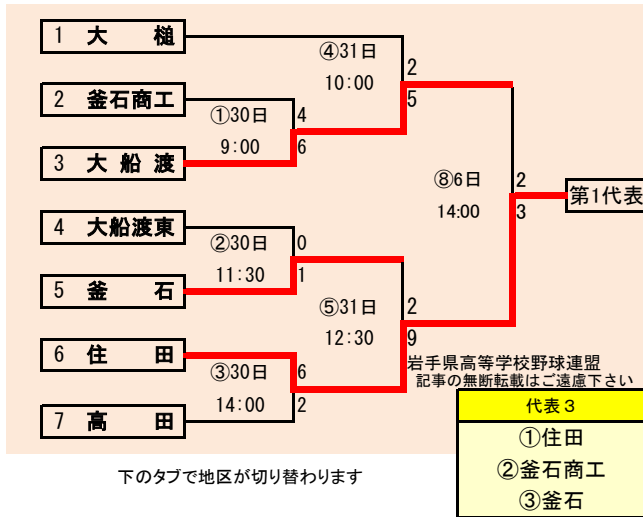 1 大 槌
④31日
2
10:00
5
2 釜石商工
①30日
4
9:00
6
3 大 船 渡
⑧6日
2
14:00
3
第1代表
4 大船渡東
②30日
0
11:30
1
5 釜 石
⑤31日
2
12:30
9
6 住 田
③30日
6
14:00
2
7 高 田
岩手県高等学校野球連盟
記事の無断転載はご遠慮下さい
代表3
①住田
②釜石商工
③釜石
下のタブで地区が切り替わります